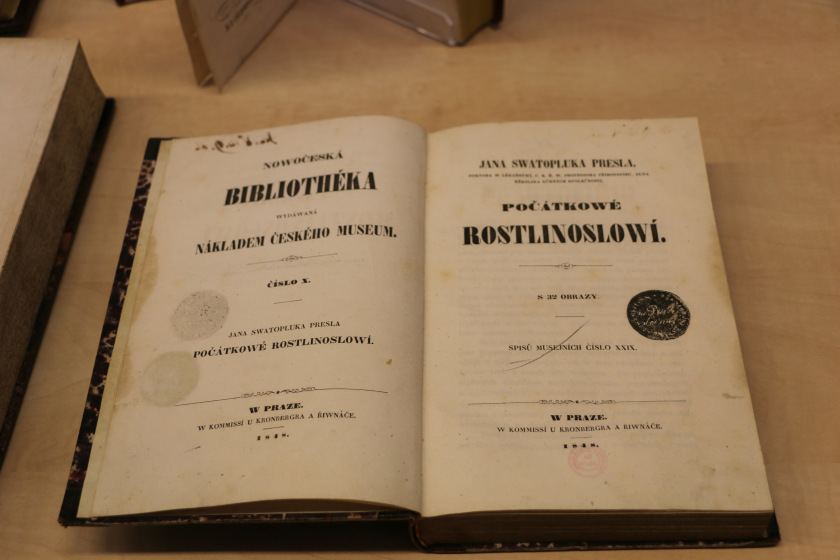 NOWOČESKÁ
BIBLIOTHÉKA
WYDÁWANÁ
NÁKLADEM ČESKÉHO MUSEUM.
ČÍSLO X.
JANA SWATOPLUKA PRESLA
POČÁTKOWÉ ROSTLINOSLOWÍ.
W PRAZE.
W KOMMISSÍ U KRONBERGRA A ŘIWNÁČE.
1848.
JANA SWATOPLUKA PRESLA,
POČÁTKOWÉ
ROSTLINOSLOWÍ.
S 32 OBRAZY
SPISŮ MUSEJNÍCH ČÍSLO XXIX.
W PRAZE.
W KOMMISSÍ U KRONBERGRA A ŘIWNÁČE.
1848.